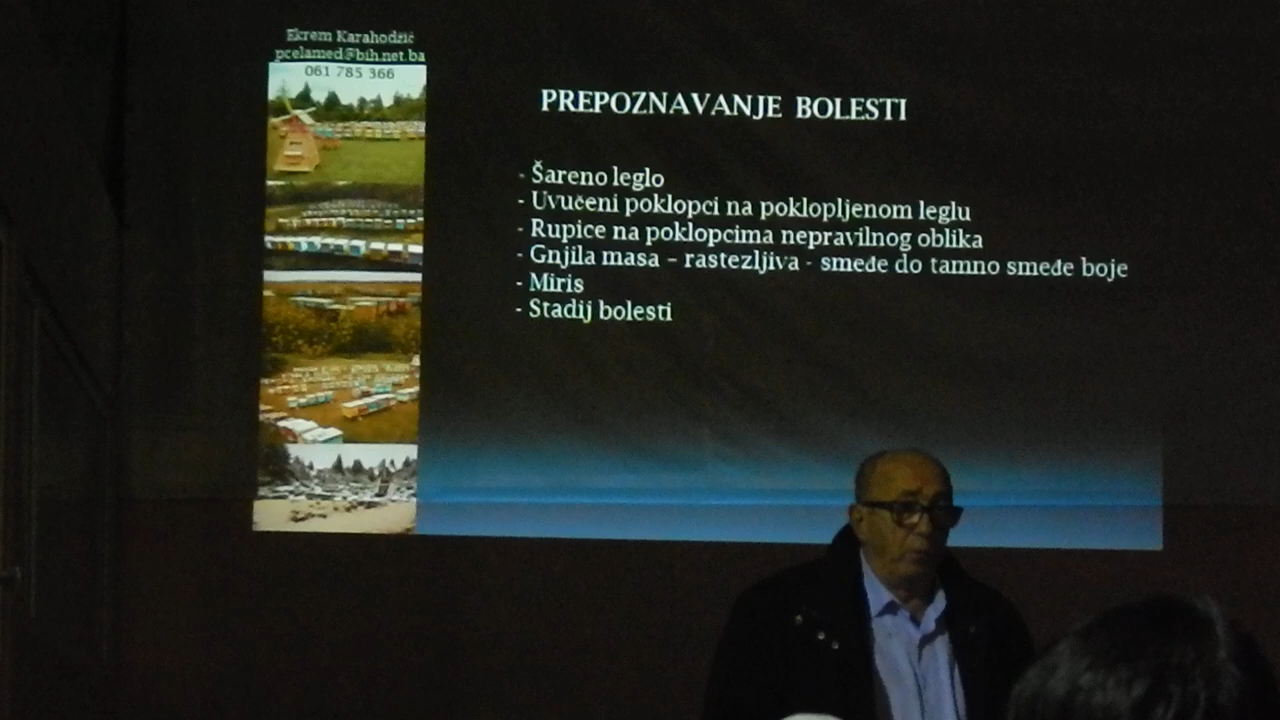 Ekrem Karahodžić
pcelamed@bih.net.ba
061 785 366
PREPOZNAVANJE BOLESTI
- Šareno leglo
- Uvučeni poklopci na poklopljenom leglu
- Rupice na poklopcima nepravilnog oblika
- Gnjila masa – rastezljiva - smeđe do tamno smeđe boje
- Miris
- Stadij bolesti